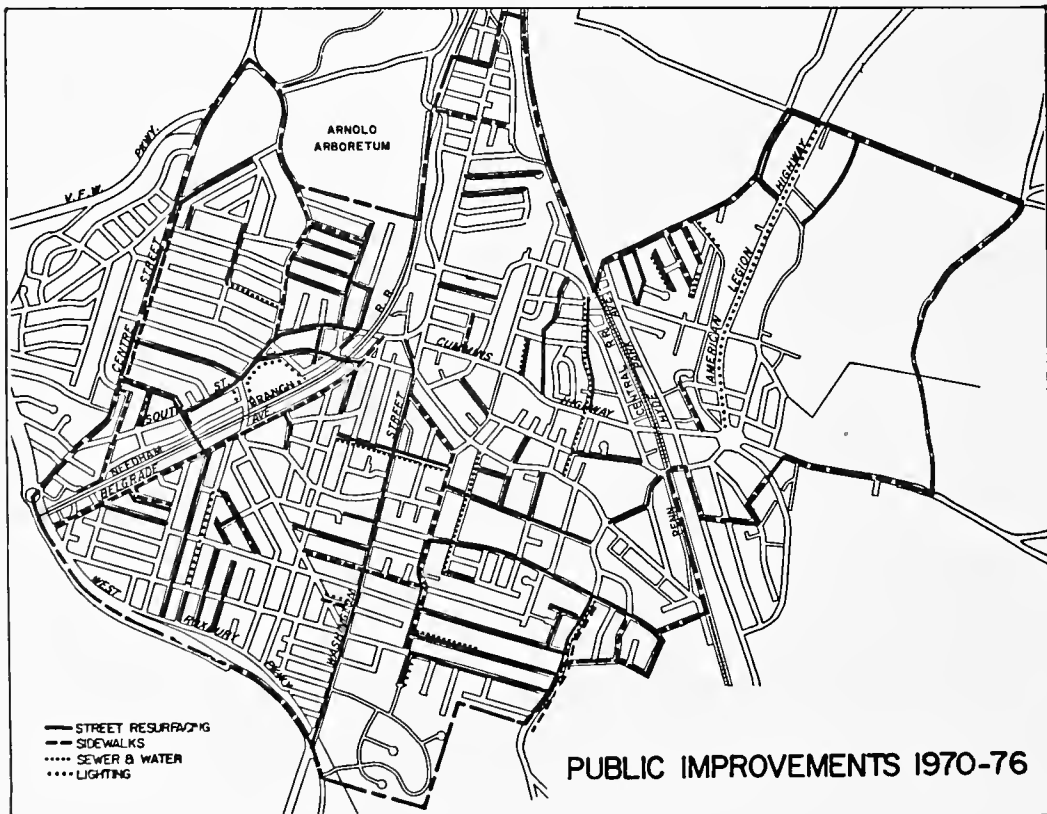 ARNOLD
ARBORETUM
V.F.W. PKWY.
CENTRE STREET
AMERICAN LEGION HIGHWAY
R.R.
CUMMINS
HIGHWAY
SOUTH ST.
BRANCH
NEEDHAM
BELGRADE AVE
STREET
PENN CENTRAL
HYDE PARK
WEST ROXBURY PKWY.
STREET RESURFACING
SIDEWALKS
SEWER & WATER
LIGHTING
PUBLIC IMPROVEMENTS 1970-76